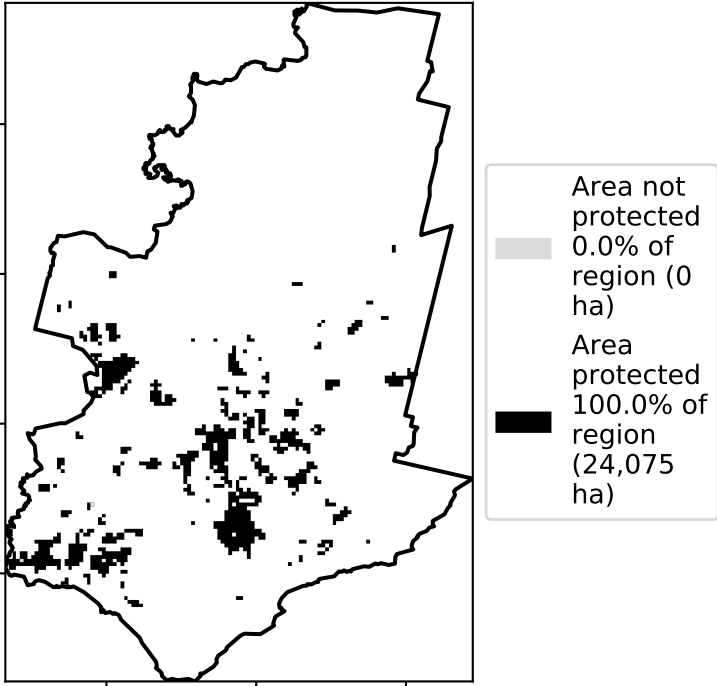 Area not
protected
0.0% of
region (0
ha)
Area
protected
100.0% of
region
(24,075
ha)